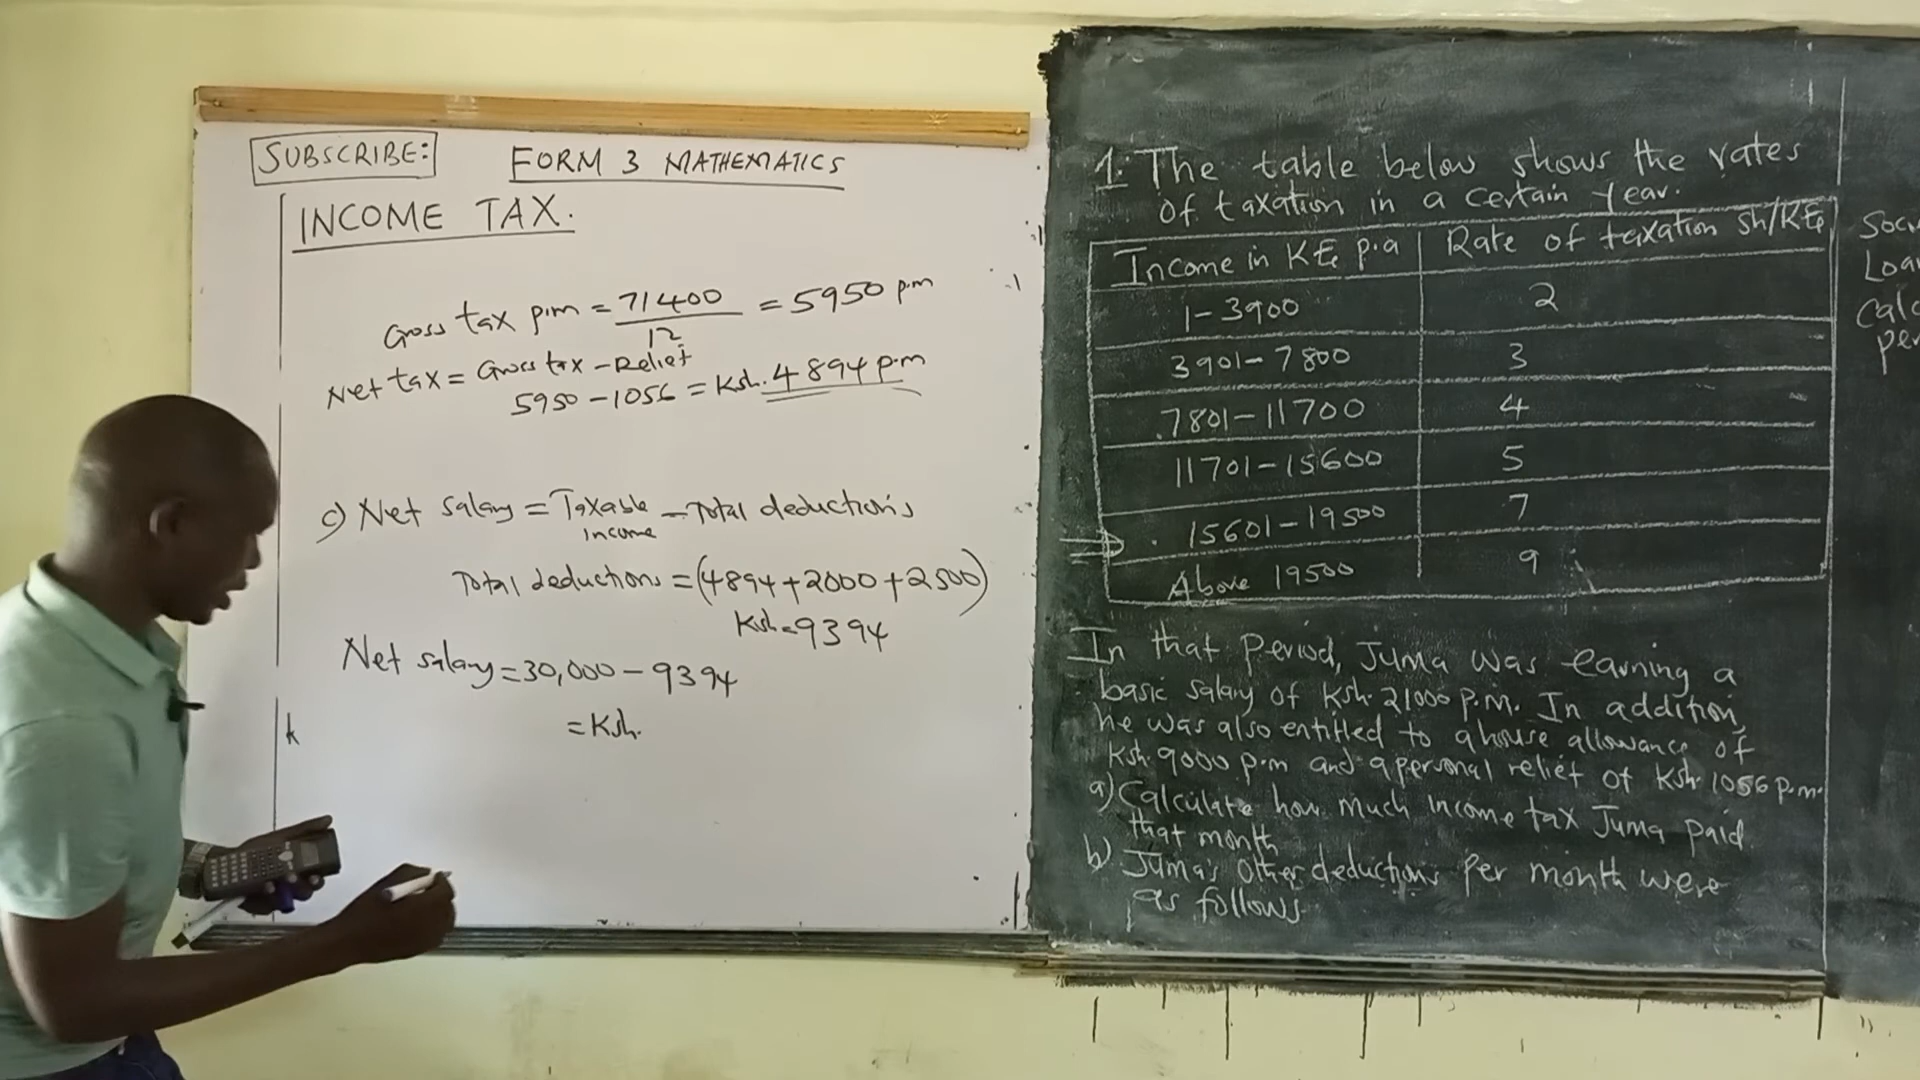 SUBSCRIBE:
FORM 3 MATHEMATICS
INCOME TAX.
Gross tax p.m = 71400 / 12 = 5950 p.m
Net tax = Gross tax - Relief
5950 - 1056 = Ksh. 4894 p.m
c) Net salary = Taxable income - Total deductions
Total deductions = (4894 + 2000 + 2500)
Ksh = 9394
Net salary = 30,000 - 9394
= Ksh.
k
1. The table below shows the rates
of taxation in a certain year.
Income in K£ p.a Rate of taxation sh/K£
1 - 3900 2
3901 - 7800 3
7801 - 11700 4
11701 - 15600 5
15601 - 19500 7
Above 19500 9
In that period, Juma was earning a
basic salary of Ksh. 21000 p.m. In addition,
he was also entitled to a house allowance of
Ksh. 9000 p.m and a personal relief of Ksh. 1056 p.m.
a) Calculate how much income tax Juma paid
that month
b) Juma's other deductions per month were
as follows
Loa
Calc
per